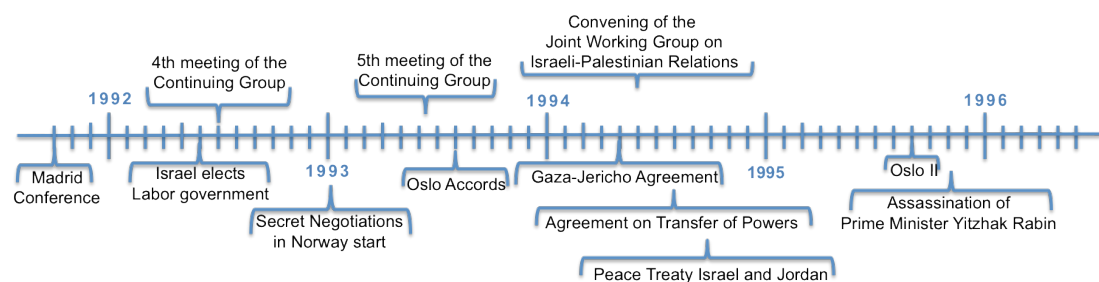 Convening of the
Joint Working Group on
Israeli-Palestinian Relations
4th meeting of the
Continuing Group
5th meeting of the
Continuing Group
1992
1994
1996
Madrid
Conference
Israel elects
Labor government
1993
Oslo Accords
Gaza-Jericho Agreement
1995
Oslo II
Secret Negotiations
in Norway start
Agreement on Transfer of Powers
Assassination of
Prime Minister Yitzhak Rabin
Peace Treaty Israel and Jordan